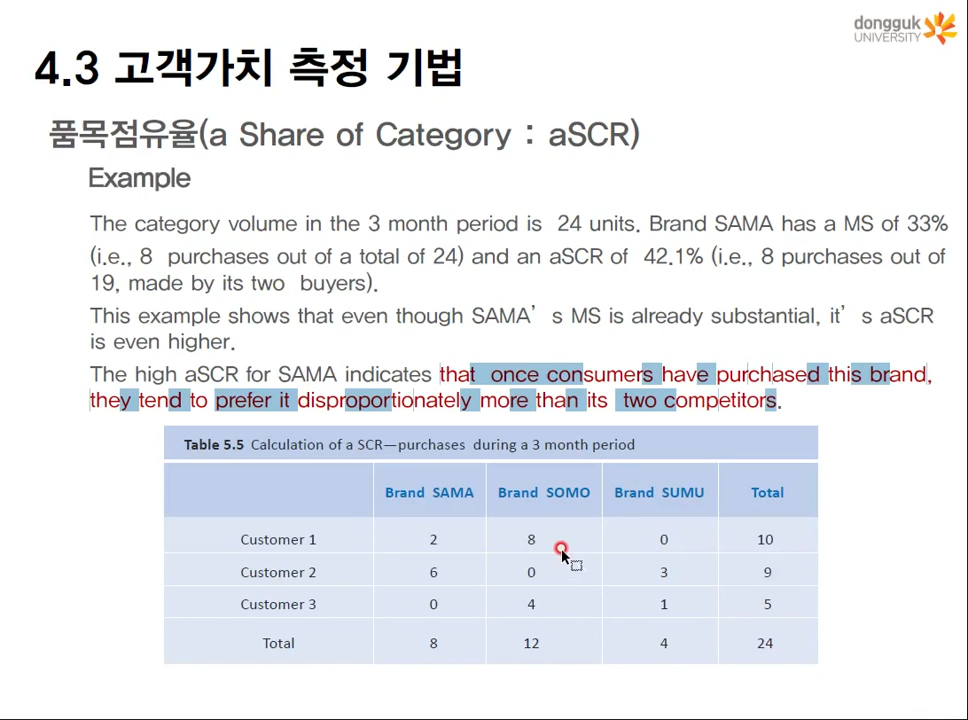 dongguk
UNIVERSITY
4.3 고객가치 측정 기법
품목점유율(a Share of Category : aSCR)
Example
The category volume in the 3 month period is 24 units. Brand SAMA has a MS of 33%
(i.e., 8 purchases out of a total of 24) and an aSCR of 42.1% (i.e., 8 purchases out of
19, made by its two buyers).
This example shows that even though SAMA's MS is already substantial, it's aSCR
is even higher.
The high aSCR for SAMA indicates that once consumers have purchased this brand,
they tend to prefer it disproportionately more than its two competitors.
Table 5.5 Calculation of a SCR—purchases during a 3 month period
Brand SAMA Brand SOMO Brand SUMU Total
Customer 1 2 8 0 10
Customer 2 6 0 3 9
Customer 3 0 4 1 5
Total 8 12 4 24